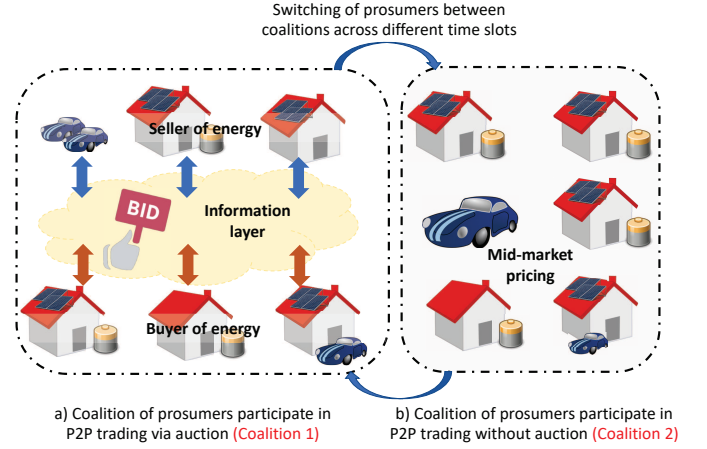 Switching of prosumers between
coalitions across different time slots
Seller of energy
BID
Information
layer
Buyer of energy
Mid-market
pricing
a) Coalition of prosumers participate in
P2P trading via auction (Coalition 1)
b) Coalition of prosumers participate in
P2P trading without auction (Coalition 2)